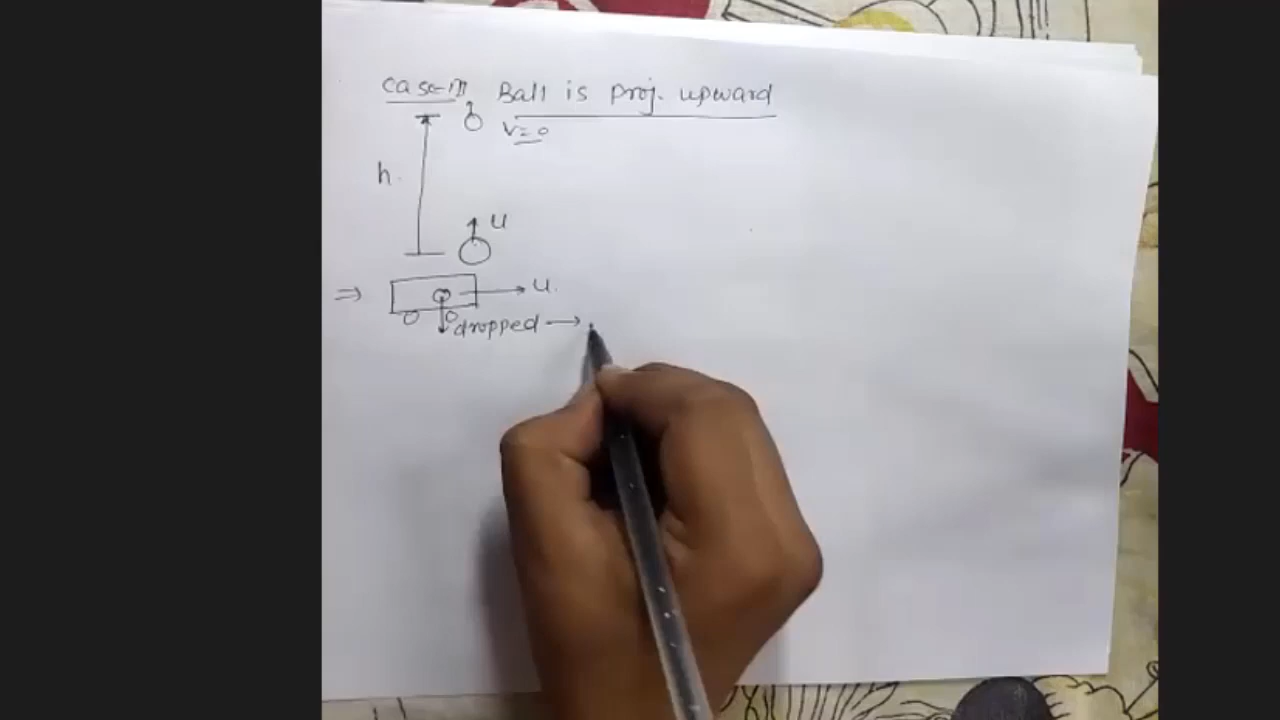 Case-III Ball is proj. upward
V=0
h.
u
⇒ u.
dropped →